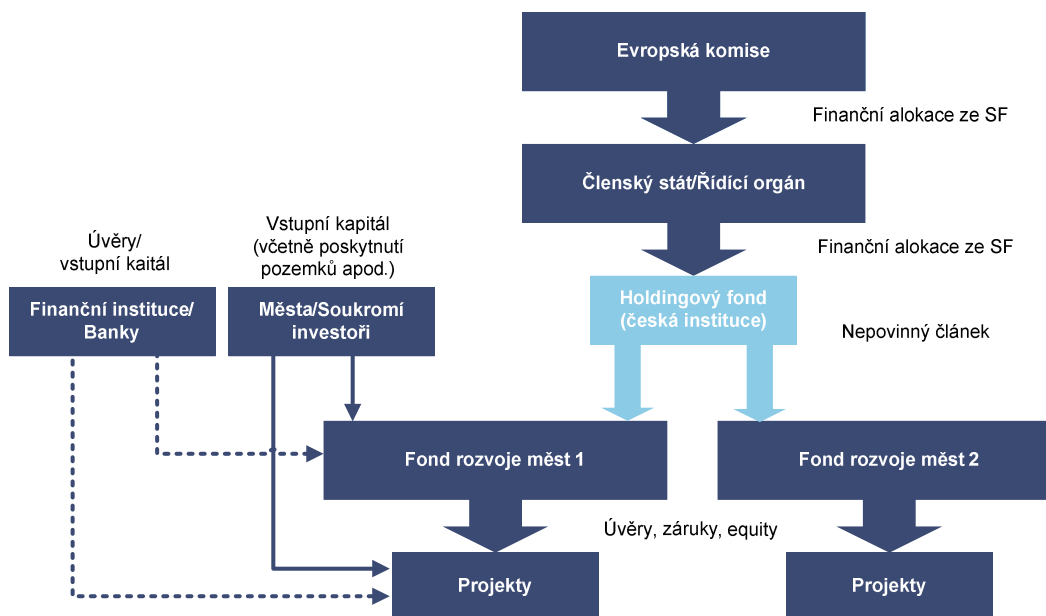 Evropská komise
Finanční alokace ze SF
Členský stát/Řídící orgán
Finanční alokace ze SF
Úvěry/
vstupní kaitál
Vstupní kapitál
(včetně poskytnutí
pozemků apod.)
Finanční instituce/
Banky
Města/Soukromí
investoři
Holdingový fond
(česká instituce)
Nepovinný článek
Fond rozvoje měst 1
Fond rozvoje měst 2
Úvěry, záruky, equity
Projekty
Projekty